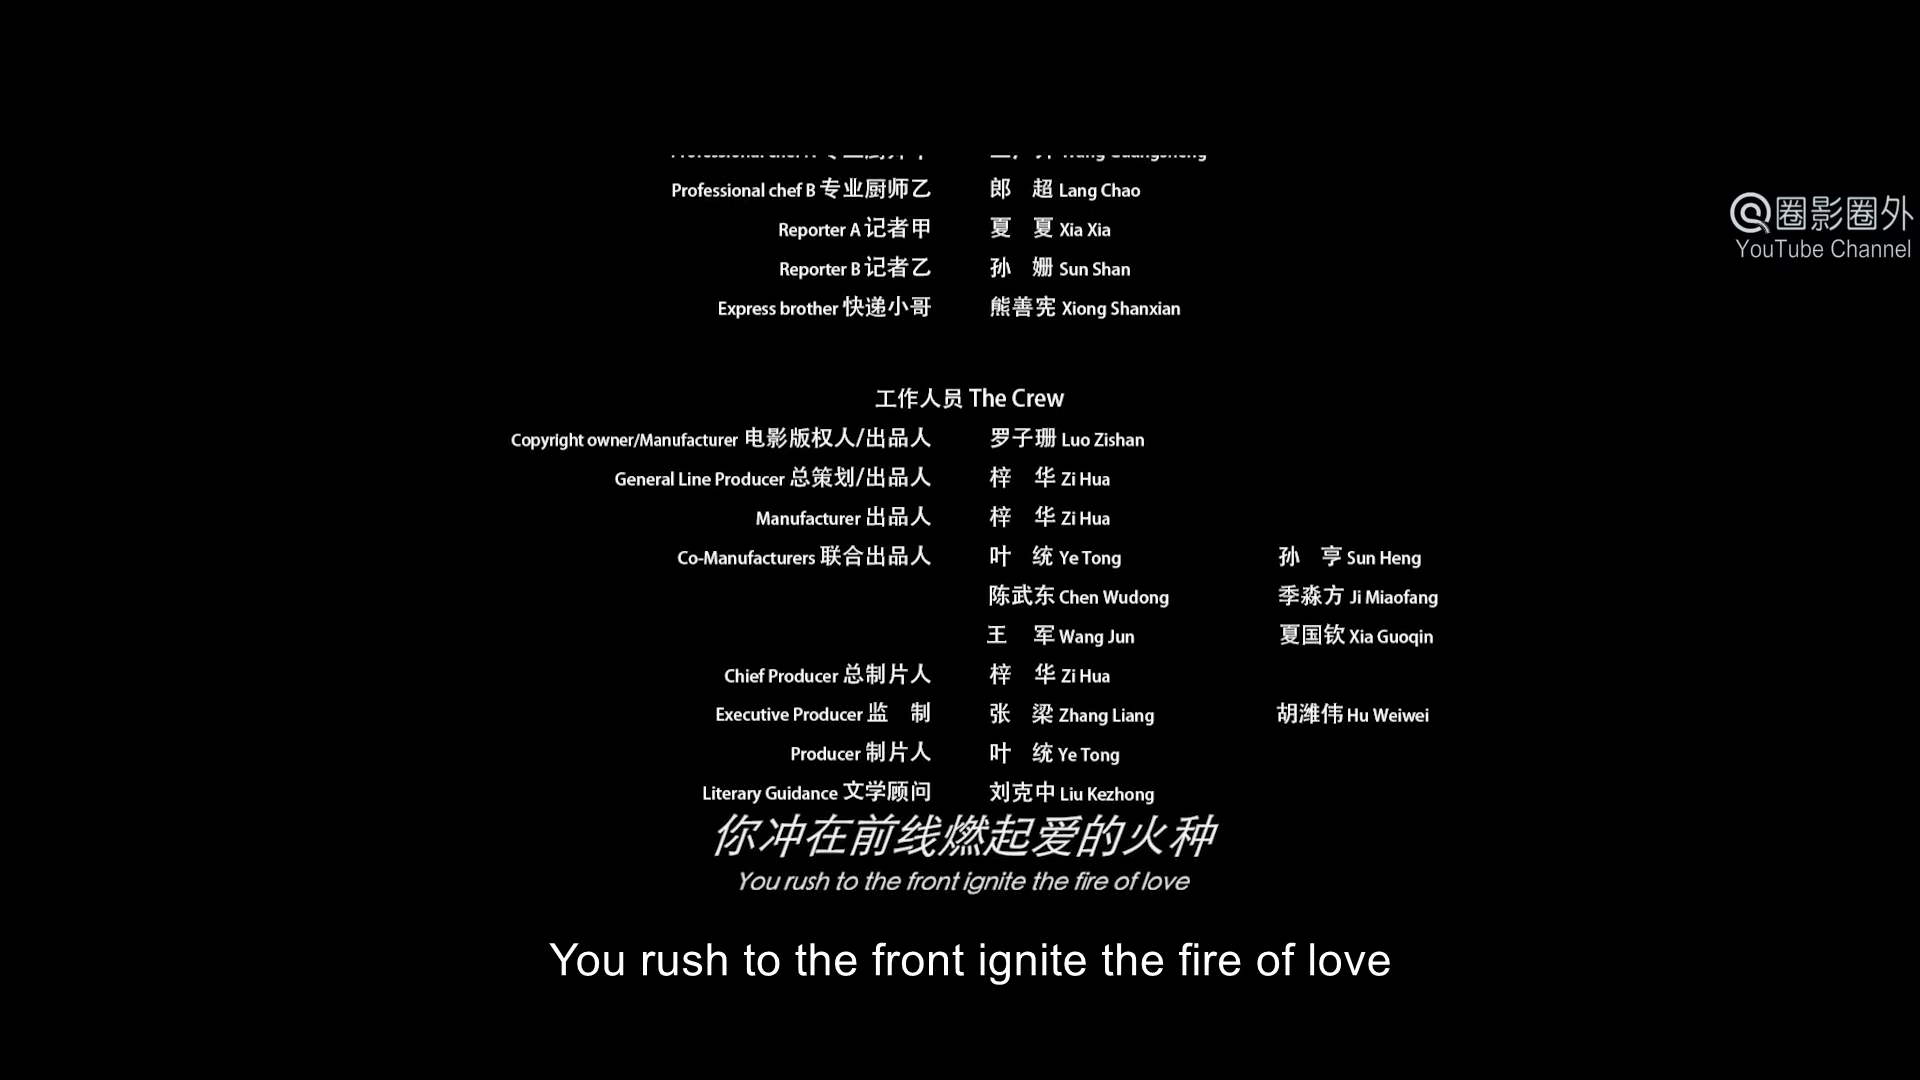 Professional chef B 专业厨师乙 郎 超 Lang Chao
Reporter A 记者甲 夏 夏 Xia Xia
Reporter B 记者乙 孙 姗 Sun Shan
Express brother 快递小哥 熊善宪 Xiong Shanxian
圈影圈外
YouTube Channel
工作人员 The Crew
Copyright owner/Manufacturer 电影版权人/出品人 罗子珊 Luo Zishan
General Line Producer 总策划/出品人 梓 华 Zi Hua
Manufacturer 出品人 梓 华 Zi Hua
Co-Manufacturers 联合出品人 叶 统 Ye Tong 孙 亨 Sun Heng
陈武东 Chen Wudong 季淼方 Ji Miaofang
王 军 Wang Jun 夏国钦 Xia Guoqin
Chief Producer 总制片人 梓 华 Zi Hua
Executive Producer 监 制 张 梁 Zhang Liang 胡潍伟 Hu Weiwei
Producer 制片人 叶 统 Ye Tong
Literary Guidance 文学顾问 刘克中 Liu Kezhong
你冲在前线燃起爱的火种
You rush to the front ignite the fire of love
You rush to the front ignite the fire of love